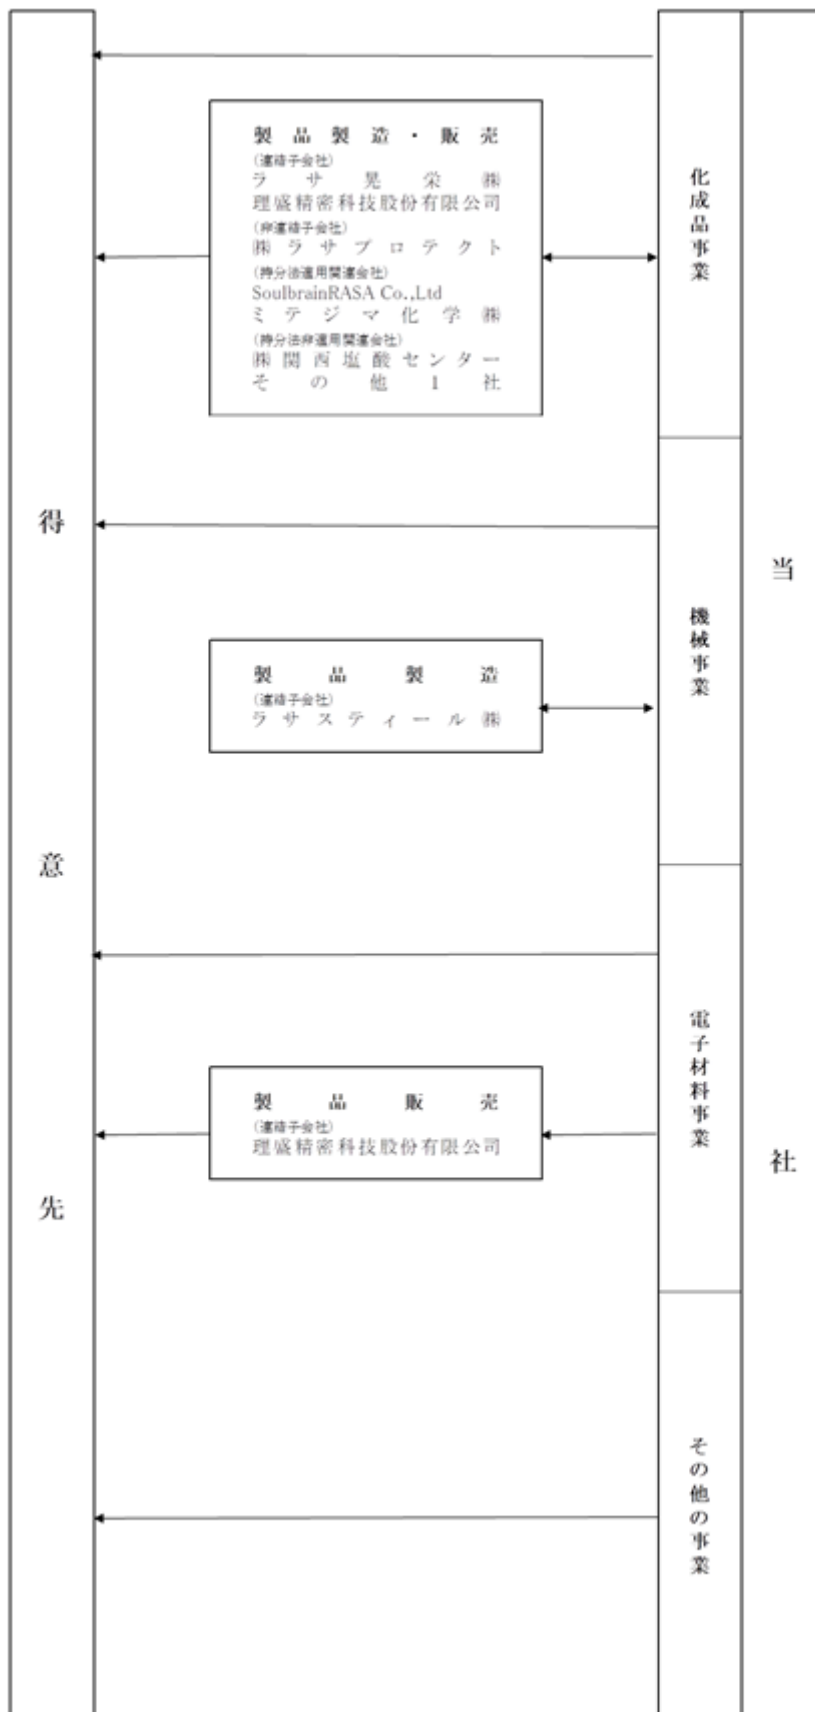 得意先
製品製造・販売
(連結子会社)
ラサ晃栄㈱
理盛精密科技股份有限公司
(非連結子会社)
㈱ラサプロテクト
(持分法適用関連会社)
SoulbrainRASA Co.,Ltd
ミテジマ化学㈱
(持分法非適用関連会社)
㈱関西塩酸センター
その他1社
製品製造
(連結子会社)
ラサスティール㈱
製品販売
(連結子会社)
理盛精密科技股份有限公司
化成品事業
機械事業
電子材料事業
その他の事業
当社